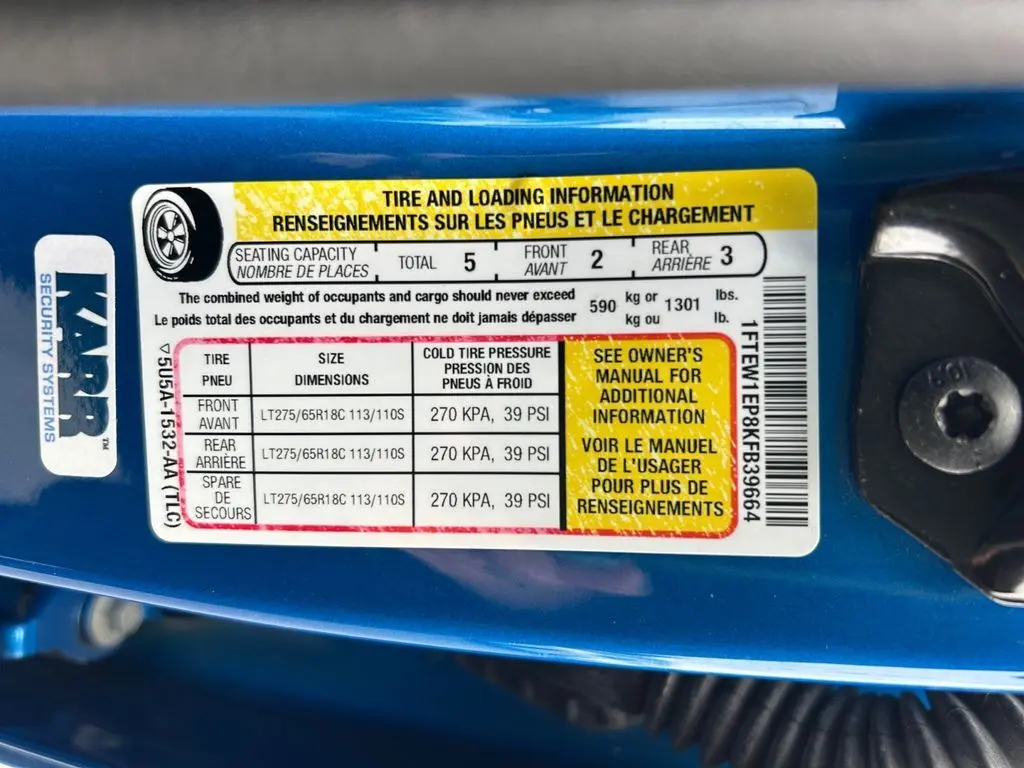 TIRE AND LOADING INFORMATION
RENSEIGNEMENTS SUR LES PNEUS ET LE CHARGEMENT
SEATING CAPACITY
NOMBRE DE PLACES
TOTAL 5
FRONT
AVANT 2
REAR
ARRIÈRE 3
The combined weight of occupants and cargo should never exceed 590 kg or 1301 lbs.
Le poids total des occupants et du chargement ne doit jamais dépasser kg ou lb.
TIRE
PNEU
SIZE
DIMENSIONS
COLD TIRE PRESSURE
PRESSION DES
PNEUS À FROID
FRONT
AVANT
LT275/65R18C 113/110S
270 KPA, 39 PSI
REAR
ARRIÈRE
LT275/65R18C 113/110S
270 KPA, 39 PSI
SPARE
DE
SECOURS
LT275/65R18C 113/110S
270 KPA, 39 PSI
SEE OWNER'S
MANUAL FOR
ADDITIONAL
INFORMATION
VOIR LE MANUEL
DE L'USAGER
POUR PLUS DE
RENSEIGNEMENTS
5U5A-1532-AA (TLC)
1FTEW1EP8KFB39664
KARR™
SECURITY SYSTEMS